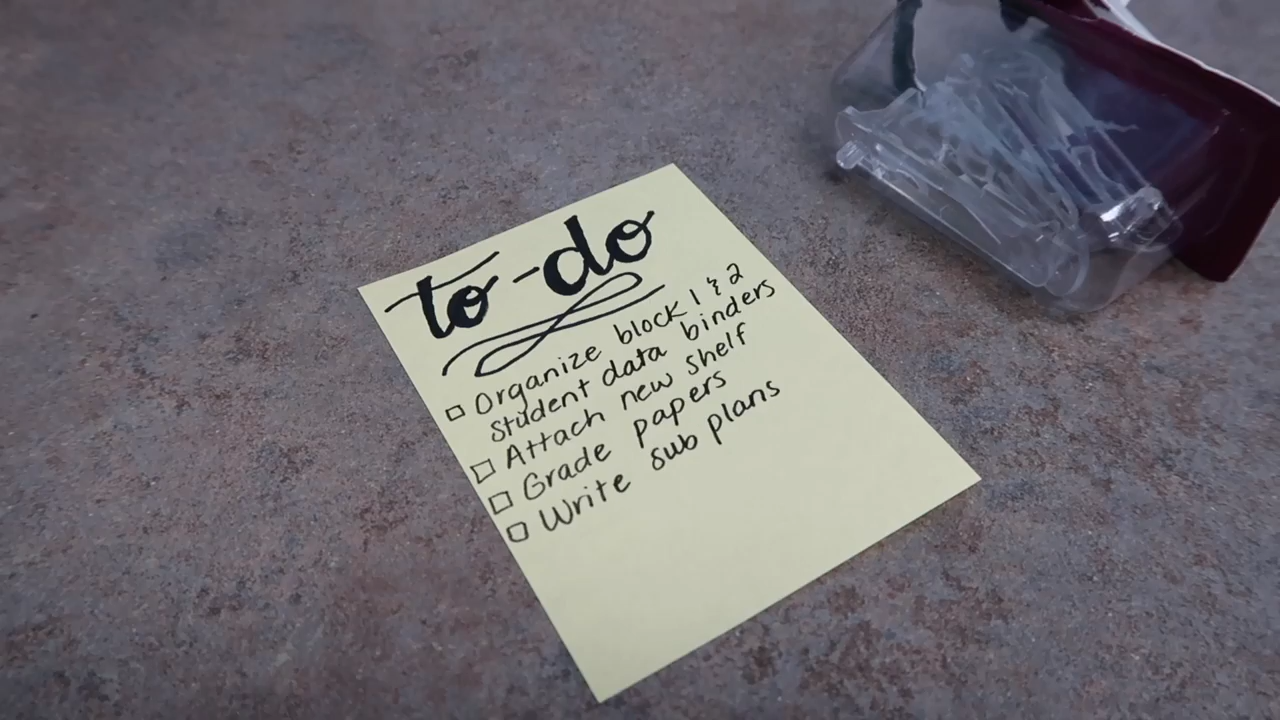 to-do
□ Organize block 1 & 2
student data binders
□ Attach new shelf
□ Grade papers
□ Write sub plans